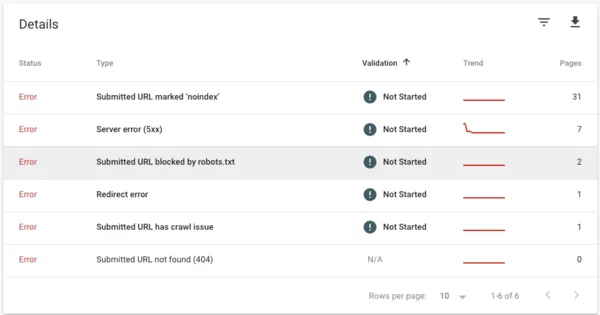 Details
Status Type Validation Trend Pages
Error Submitted URL marked 'noindex' Not Started 31
Error Server error (5xx) Not Started 7
Error Submitted URL blocked by robots.txt Not Started 2
Error Redirect error Not Started 1
Error Submitted URL has crawl issue Not Started 1
Error Submitted URL not found (404) N/A 0
Rows per page: 10 1-6 of 6